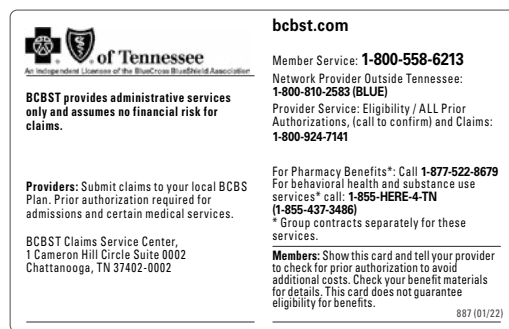 of Tennessee
An Independent Licensee of the BlueCross BlueShield Association
BCBST provides administrative services
only and assumes no financial risk for
claims.
Providers: Submit claims to your local BCBS
Plan. Prior authorization required for
admissions and certain medical services.
BCBST Claims Service Center,
1 Cameron Hill Circle Suite 0002
Chattanooga, TN 37402-0002
bcbst.com
Member Service: 1-800-558-6213
Network Provider Outside Tennessee:
1-800-810-2583 (BLUE)
Provider Service: Eligibility / ALL Prior
Authorizations, (call to confirm) and Claims:
1-800-924-7141
For Pharmacy Benefits*: Call 1-877-522-8679
For behavioral health and substance use
services* call: 1-855-HERE-4-TN
(1-855-437-3486)
* Group contracts separately for these
services.
Members: Show this card and tell your provider
to check for prior authorization to avoid
additional costs. Check your benefit materials
for details. This card does not guarantee
eligibility for benefits.
887 (01/22)